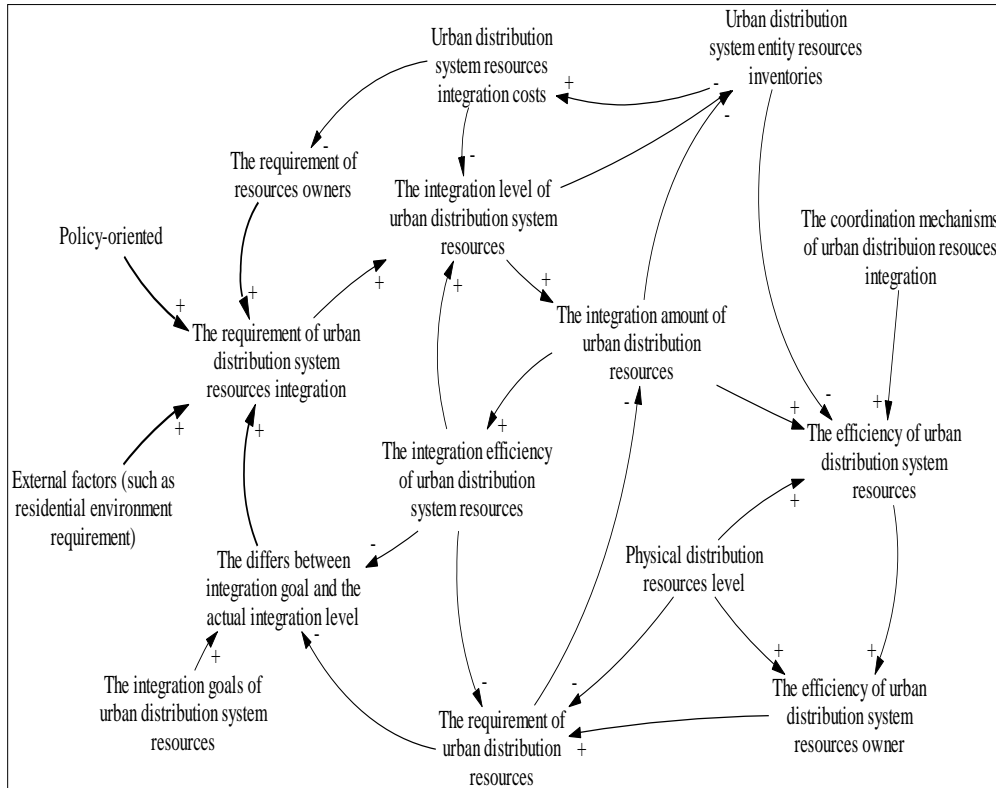 Urban distribution
system resources
integration costs
Urban distribution
system entity resources
inventories
+
-
-
-
The requirement of
resources owners
-
The integration level of
urban distribution system
resources
The coordination mechanisms
of urban distribuion resouces
integration
Policy-oriented
+
+
+
+
+
The requirement of urban
distribution system
resources integration
The integration amount of
urban distribution
resources
-
-
+
+
+
+
+
The integration efficiency
of urban distribution
system resources
The efficiency of urban
distribution system
resources
External factors (such as
residential environment
requirement)
+
-
The differs between
integration goal and the
actual integration level
Physical distribution
resources level
-
+
+
+
The integration goals of
urban distribution system
resources
-
-
The requirement of
urban distribution
resources
+
The efficiency of urban
distribution system
resources owner